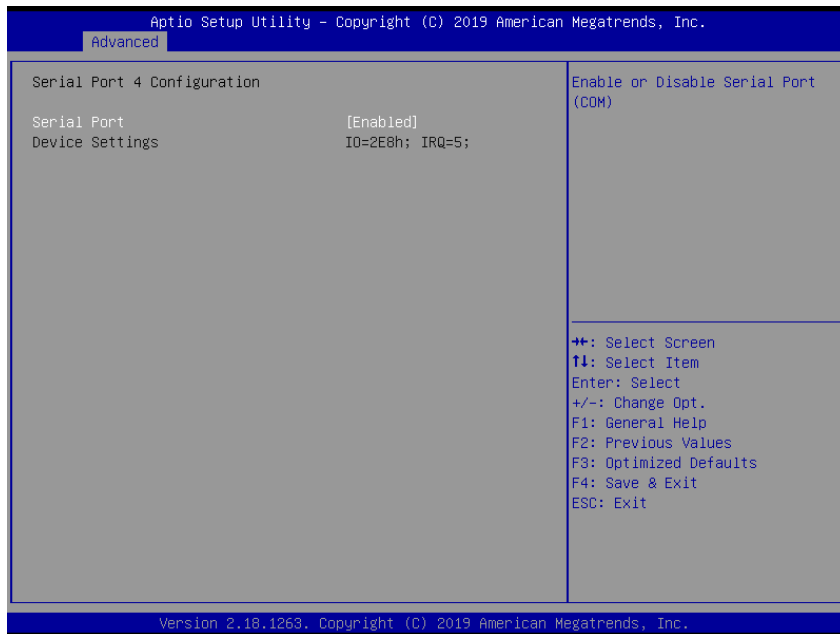 Aptio Setup Utility – Copyright (C) 2019 American Megatrends, Inc.
Advanced
Serial Port 4 Configuration
Serial Port [Enabled]
Device Settings IO=2E8h; IRQ=5;
Enable or Disable Serial Port
(COM)
→←: Select Screen
↑↓: Select Item
Enter: Select
+/-: Change Opt.
F1: General Help
F2: Previous Values
F3: Optimized Defaults
F4: Save & Exit
ESC: Exit
Version 2.18.1263. Copyright (C) 2019 American Megatrends, Inc.